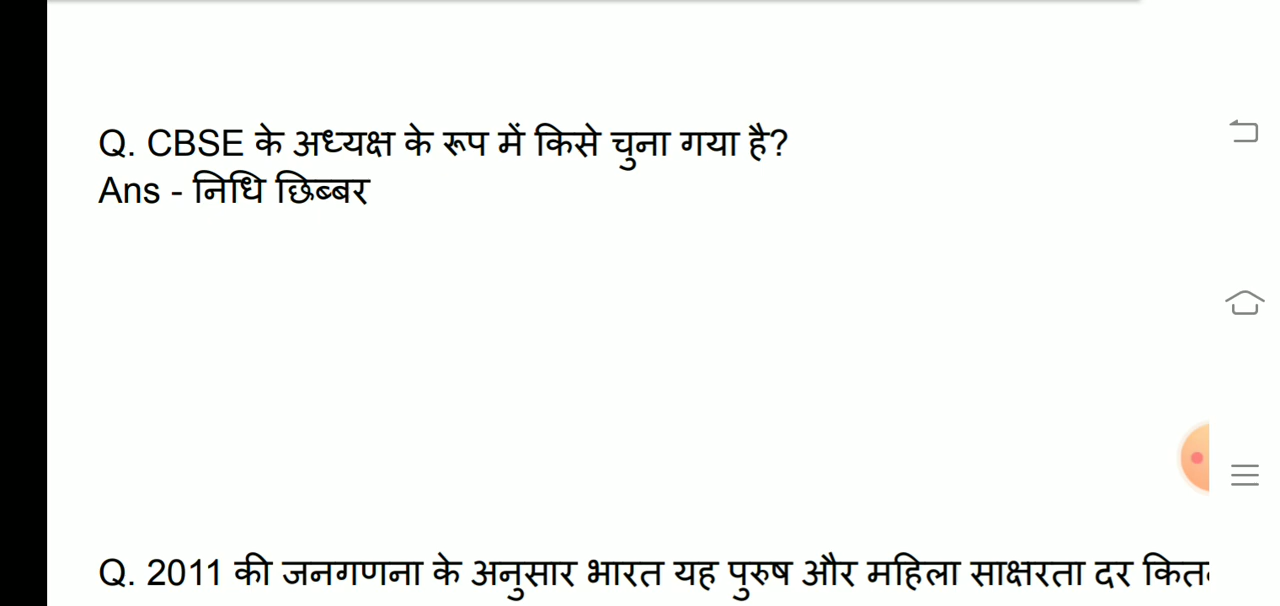 Q. CBSE के अध्यक्ष के रूप में किसे चुना गया है?
Ans - निधि छिब्बर
Q. 2011 की जनगणना के अनुसार भारत यह पुरुष और महिला साक्षरता दर